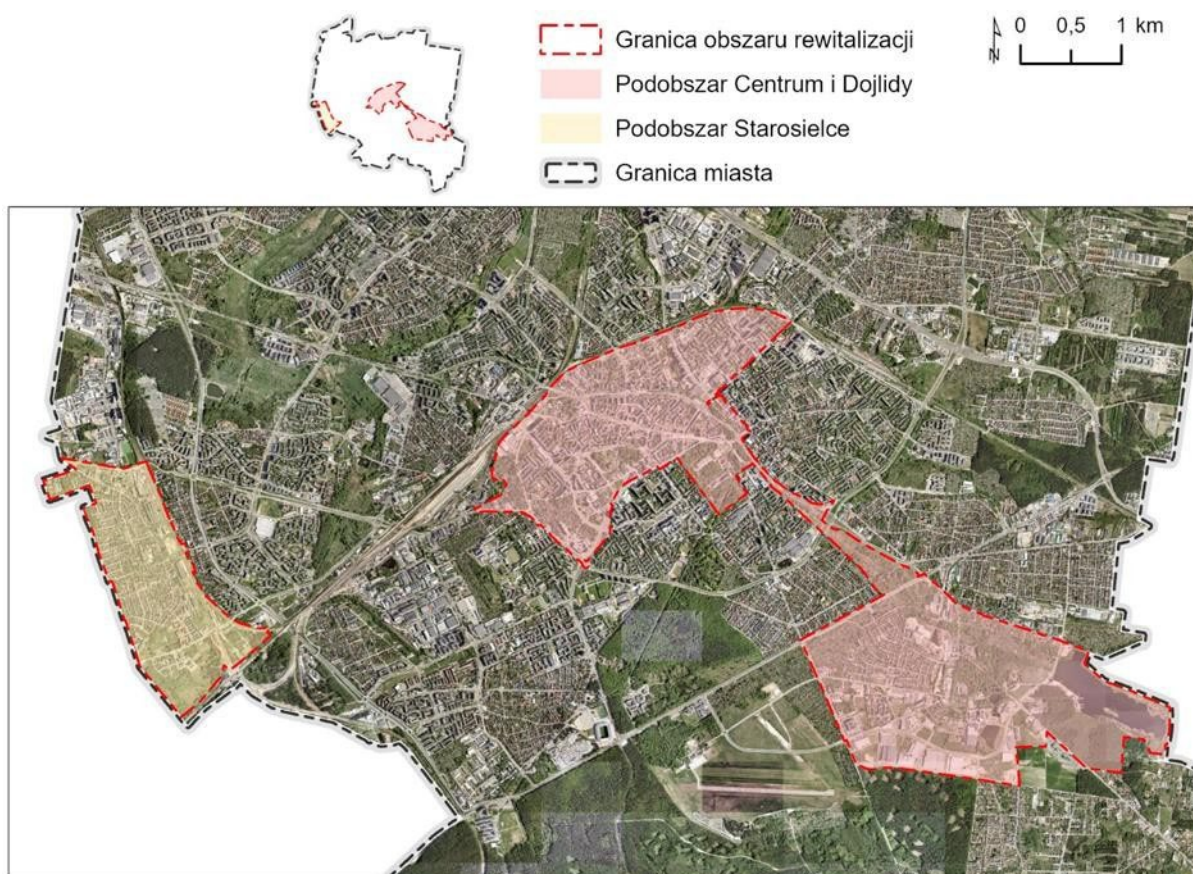 Granica obszaru rewitalizacji
Podobszar Centrum i Dojlidy
Podobszar Starosielce
Granica miasta
N 0 0,5 1 km